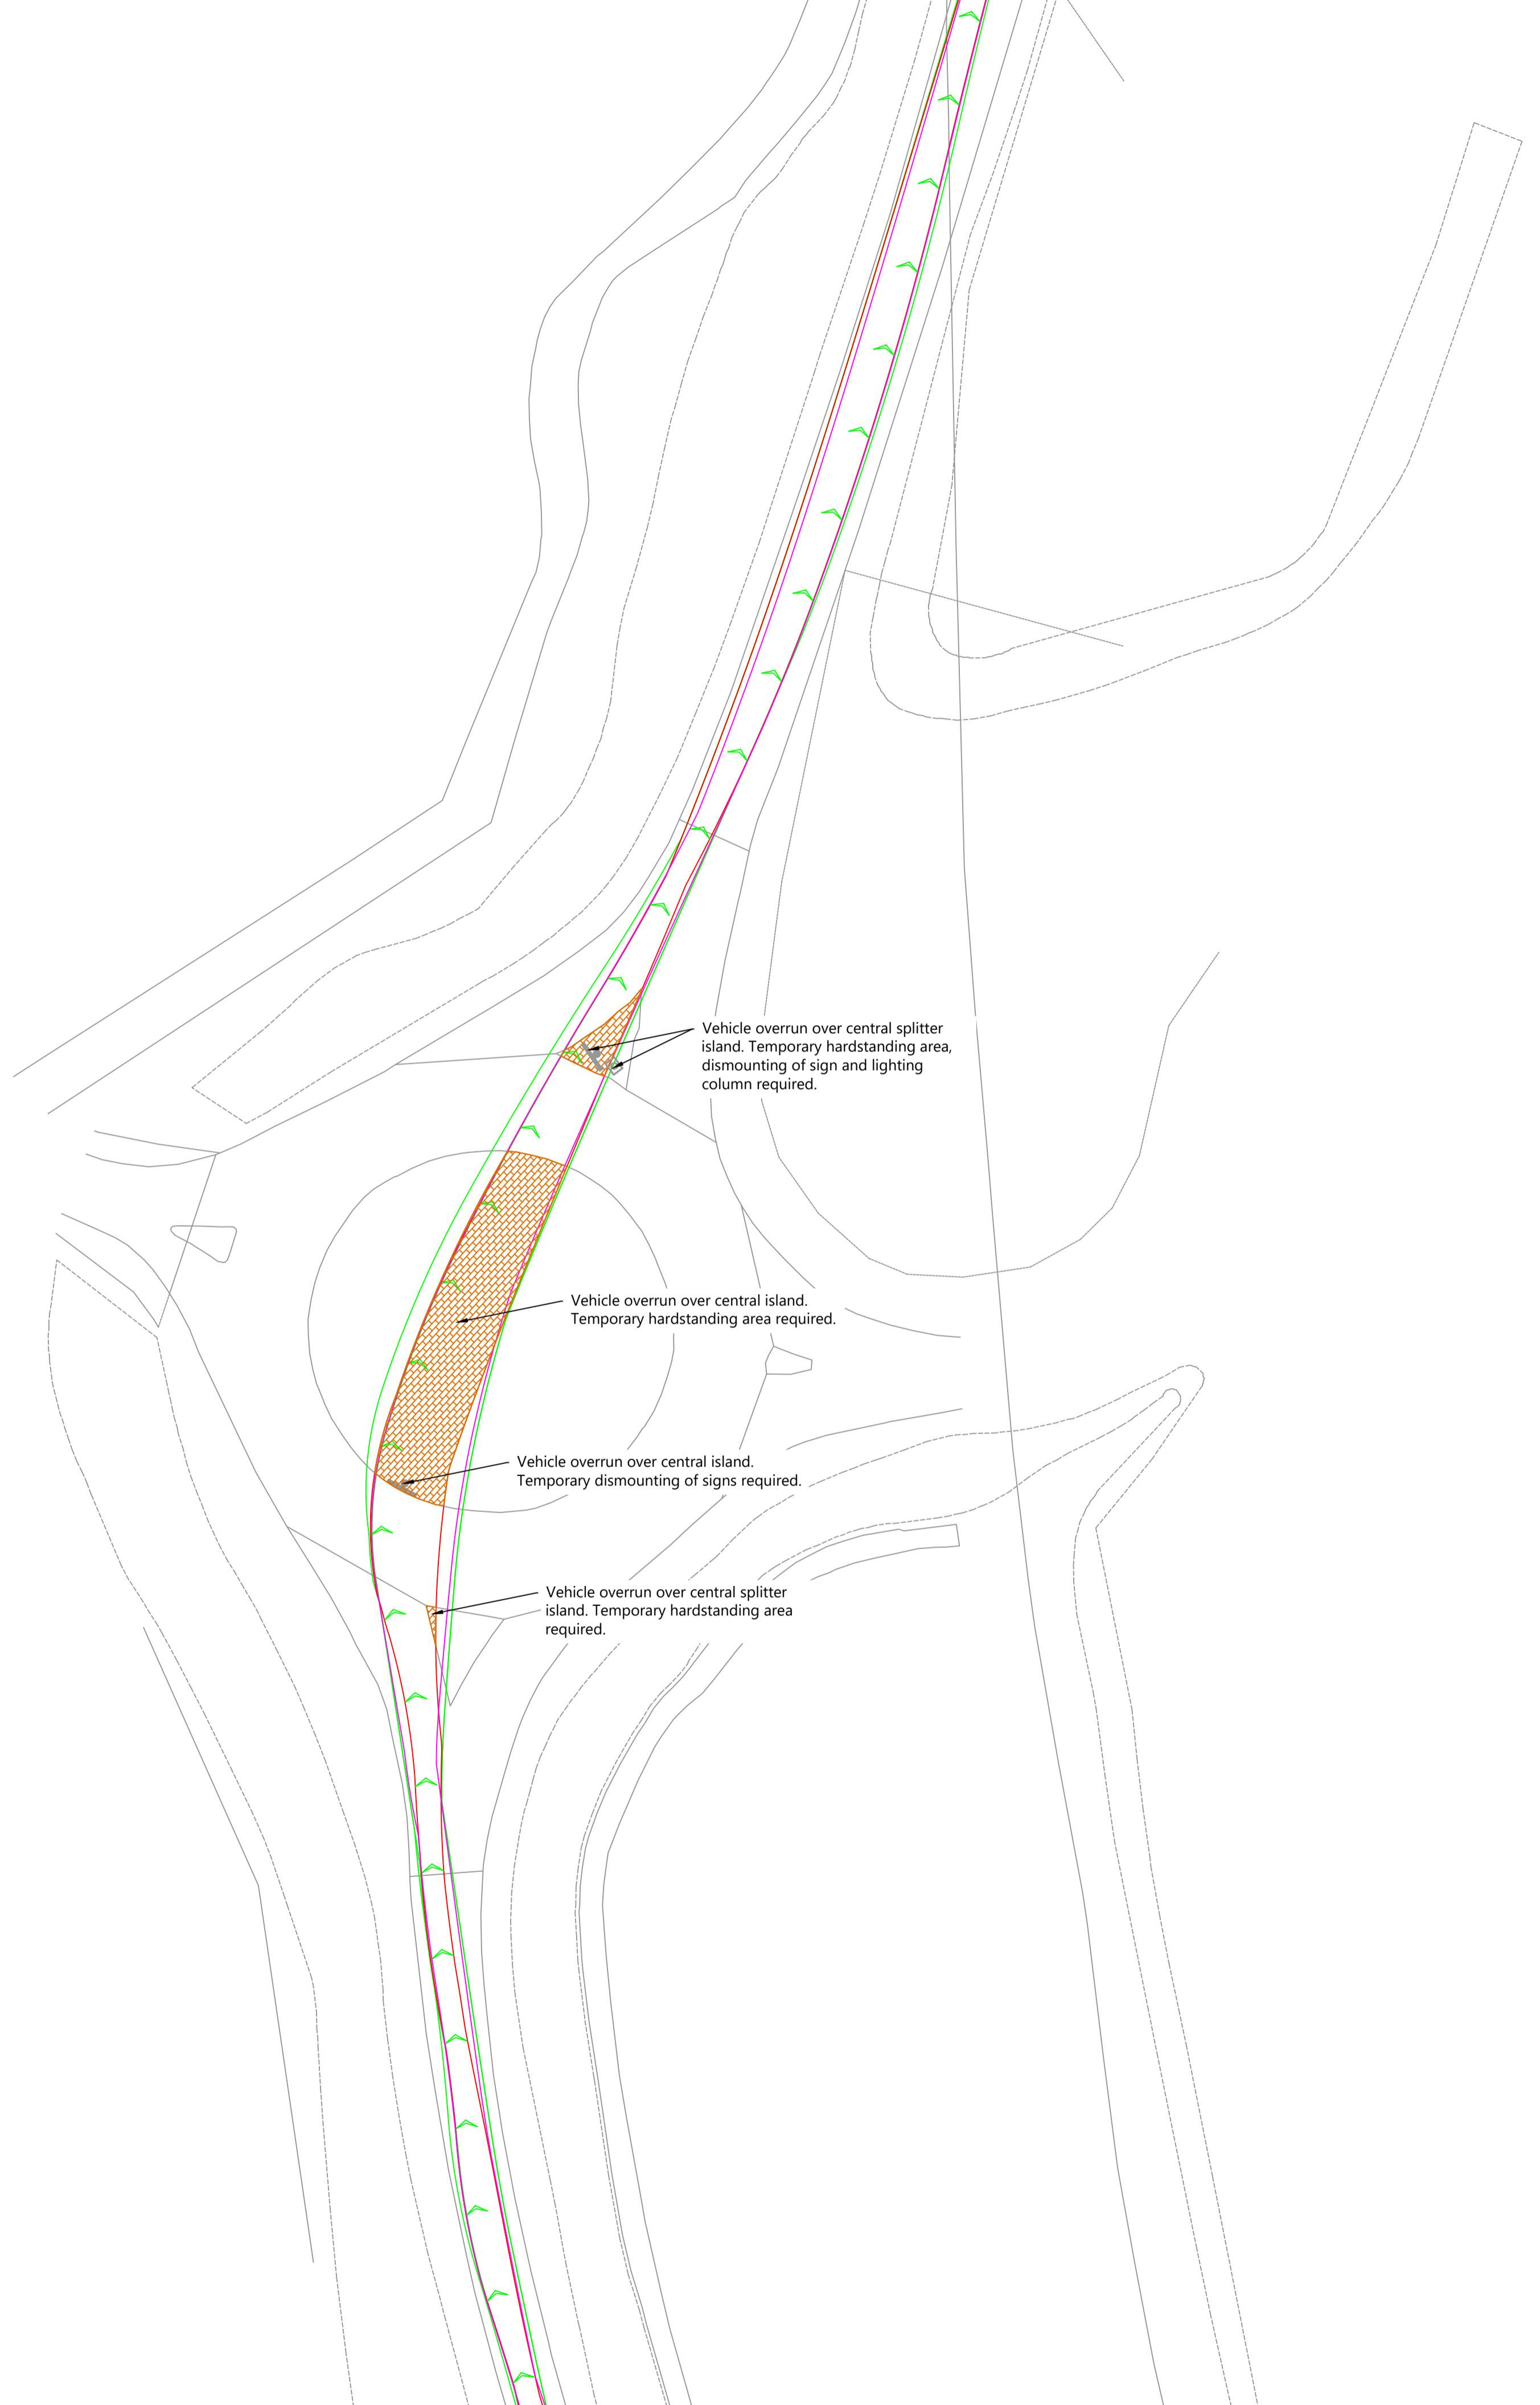 Vehicle overrun over central splitter
island. Temporary hardstanding area,
dismounting of sign and lighting
column required.
Vehicle overrun over central island.
Temporary hardstanding area required.
Vehicle overrun over central island.
Temporary dismounting of signs required.
Vehicle overrun over central splitter
island. Temporary hardstanding area
required.